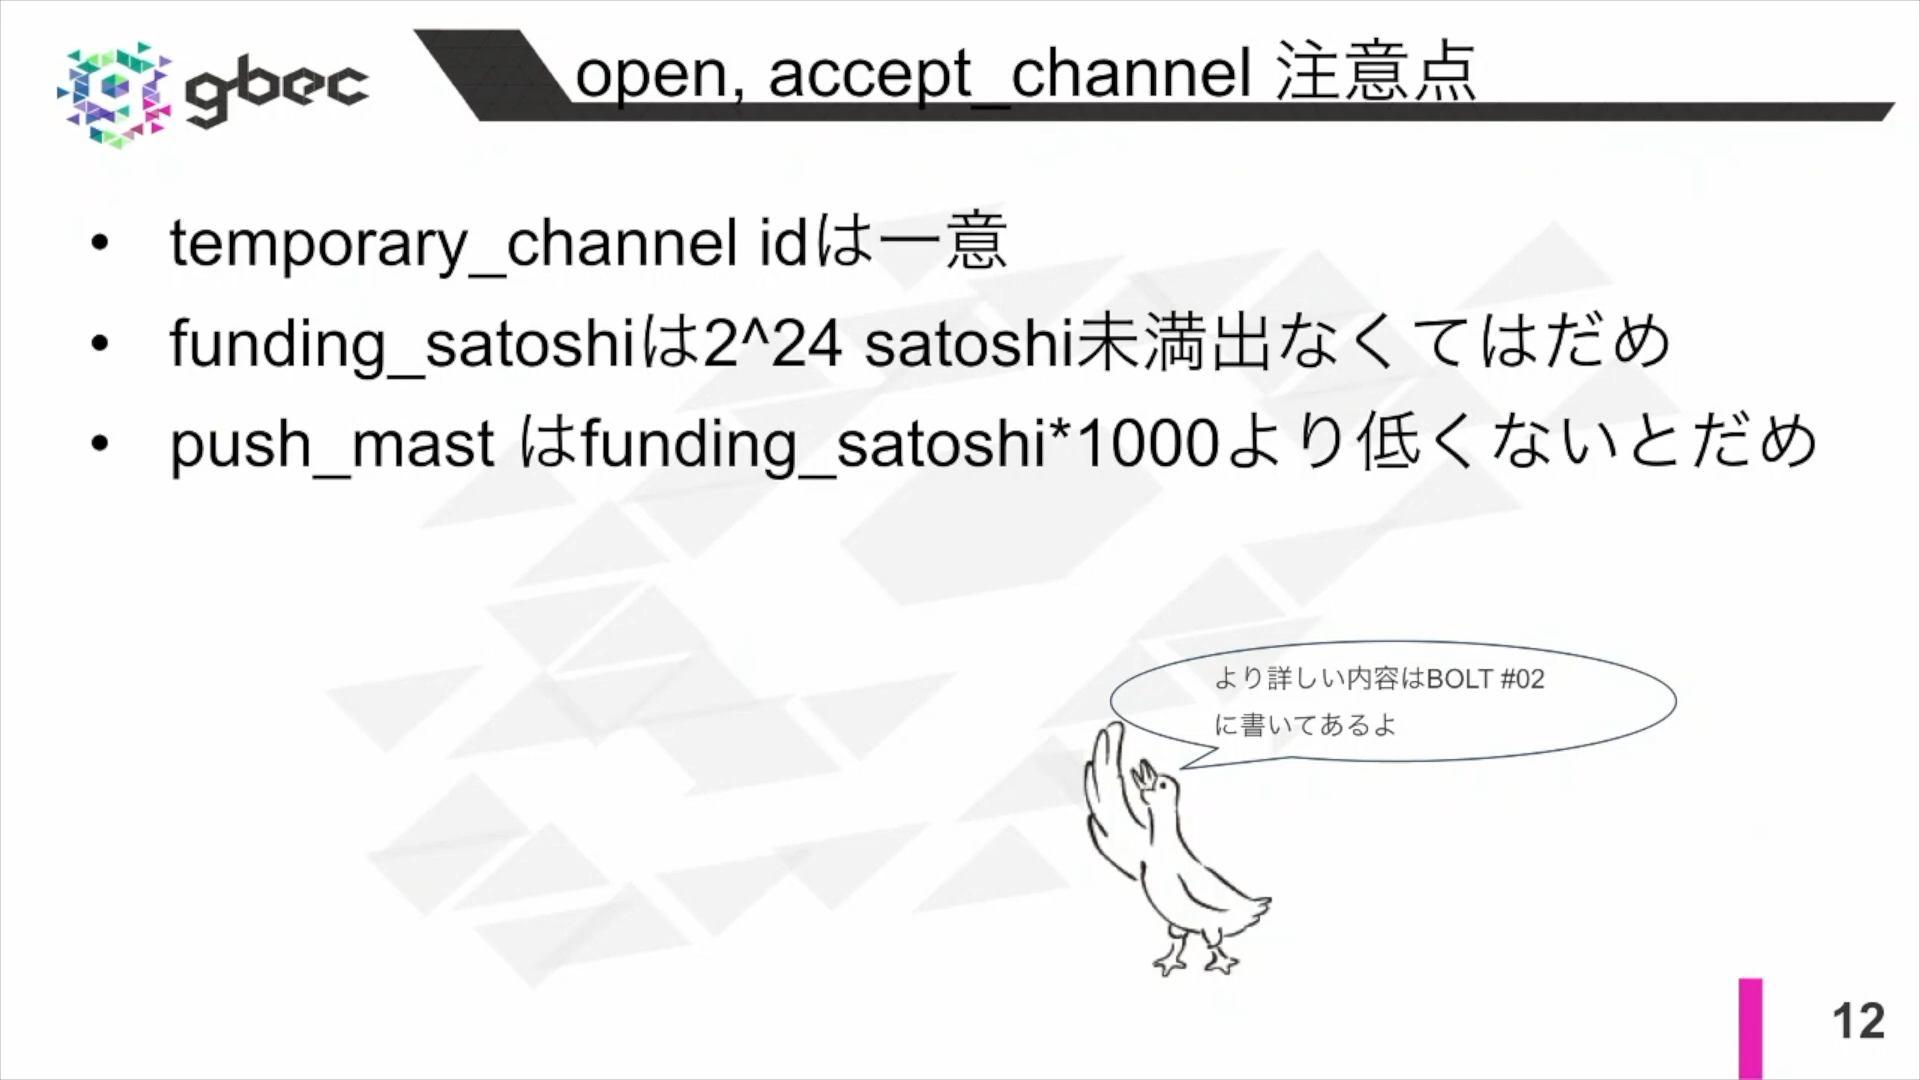 gbec
open, accept_channel 注意点
• temporary_channel idは一意
• funding_satoshiは2^24 satoshi未満出なくてはだめ
• push_mast はfunding_satoshi*1000より低くないとだめ
より詳しい内容はBOLT #02
に書いてあるよ
12